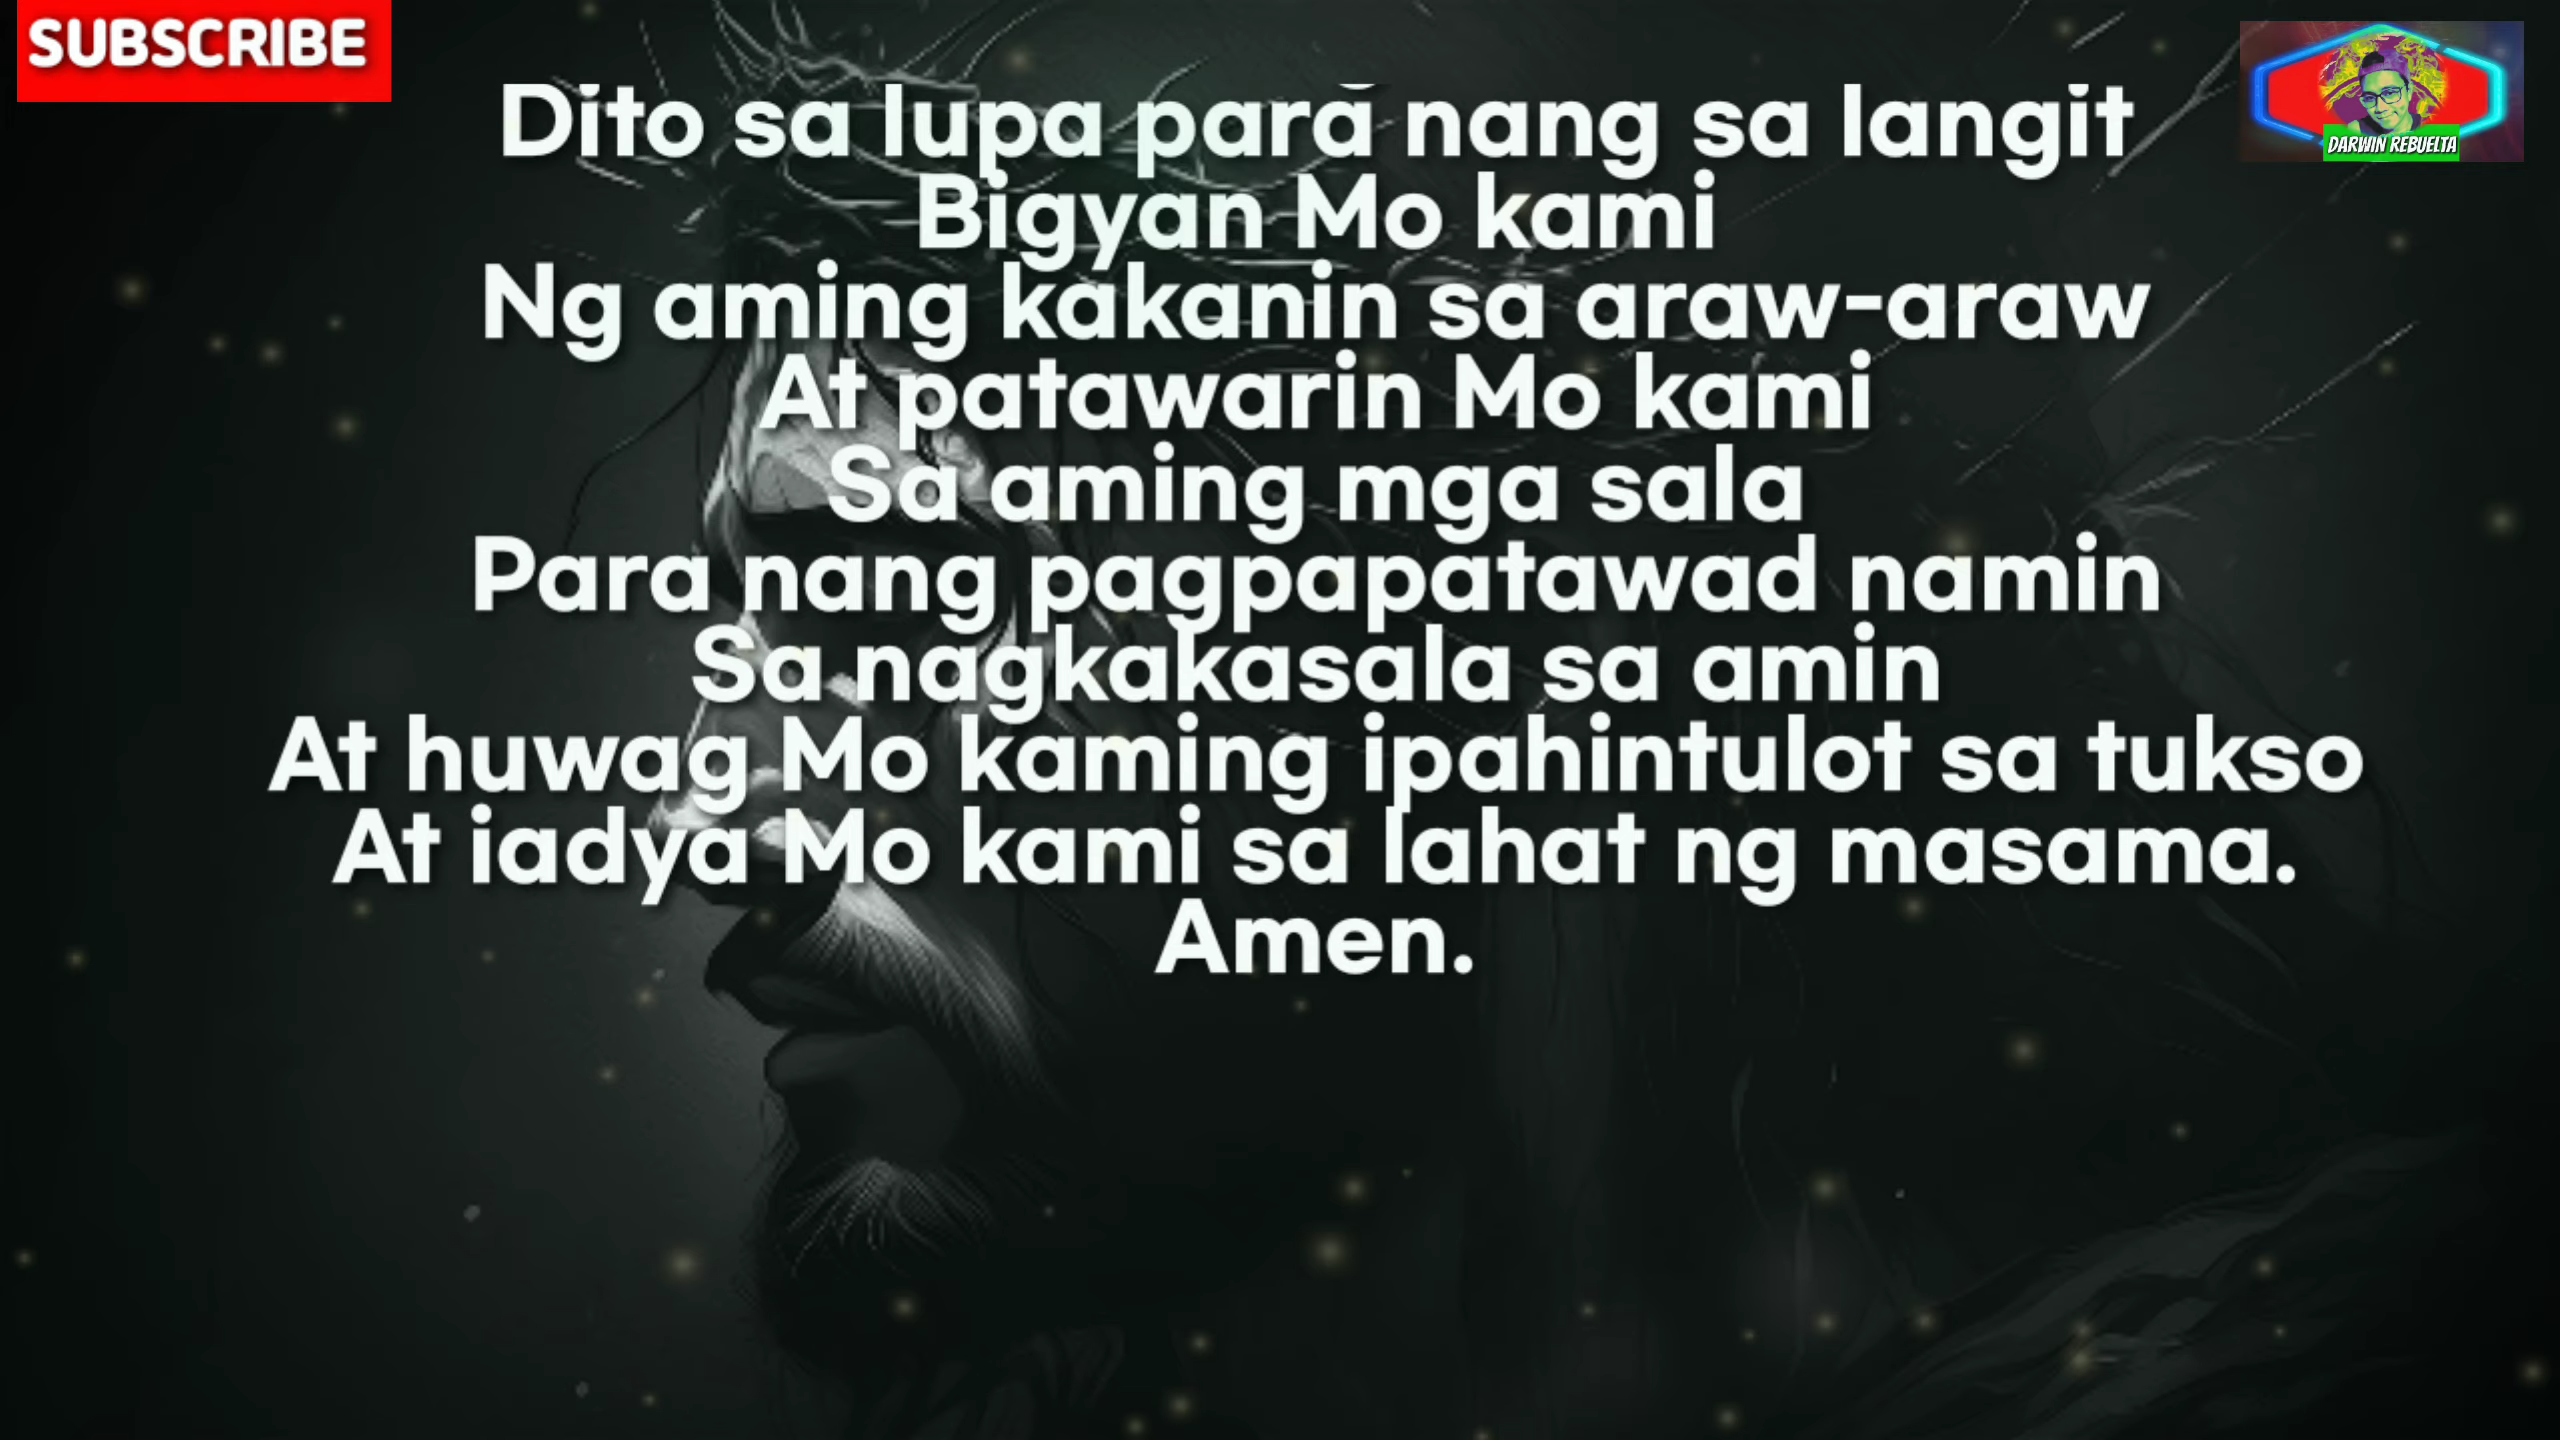 SUBSCRIBE
DARWIN REBUELTA
Dito sa lupa para nang sa langit
Bigyan Mo kami
Ng aming kakanin sa araw-araw
At patawarin Mo kami
Sa aming mga sala
Para nang pagpapatawad namin
Sa nagkakasala sa amin
At huwag Mo kaming ipahintulot sa tukso
At iadya Mo kami sa lahat ng masama.
Amen.